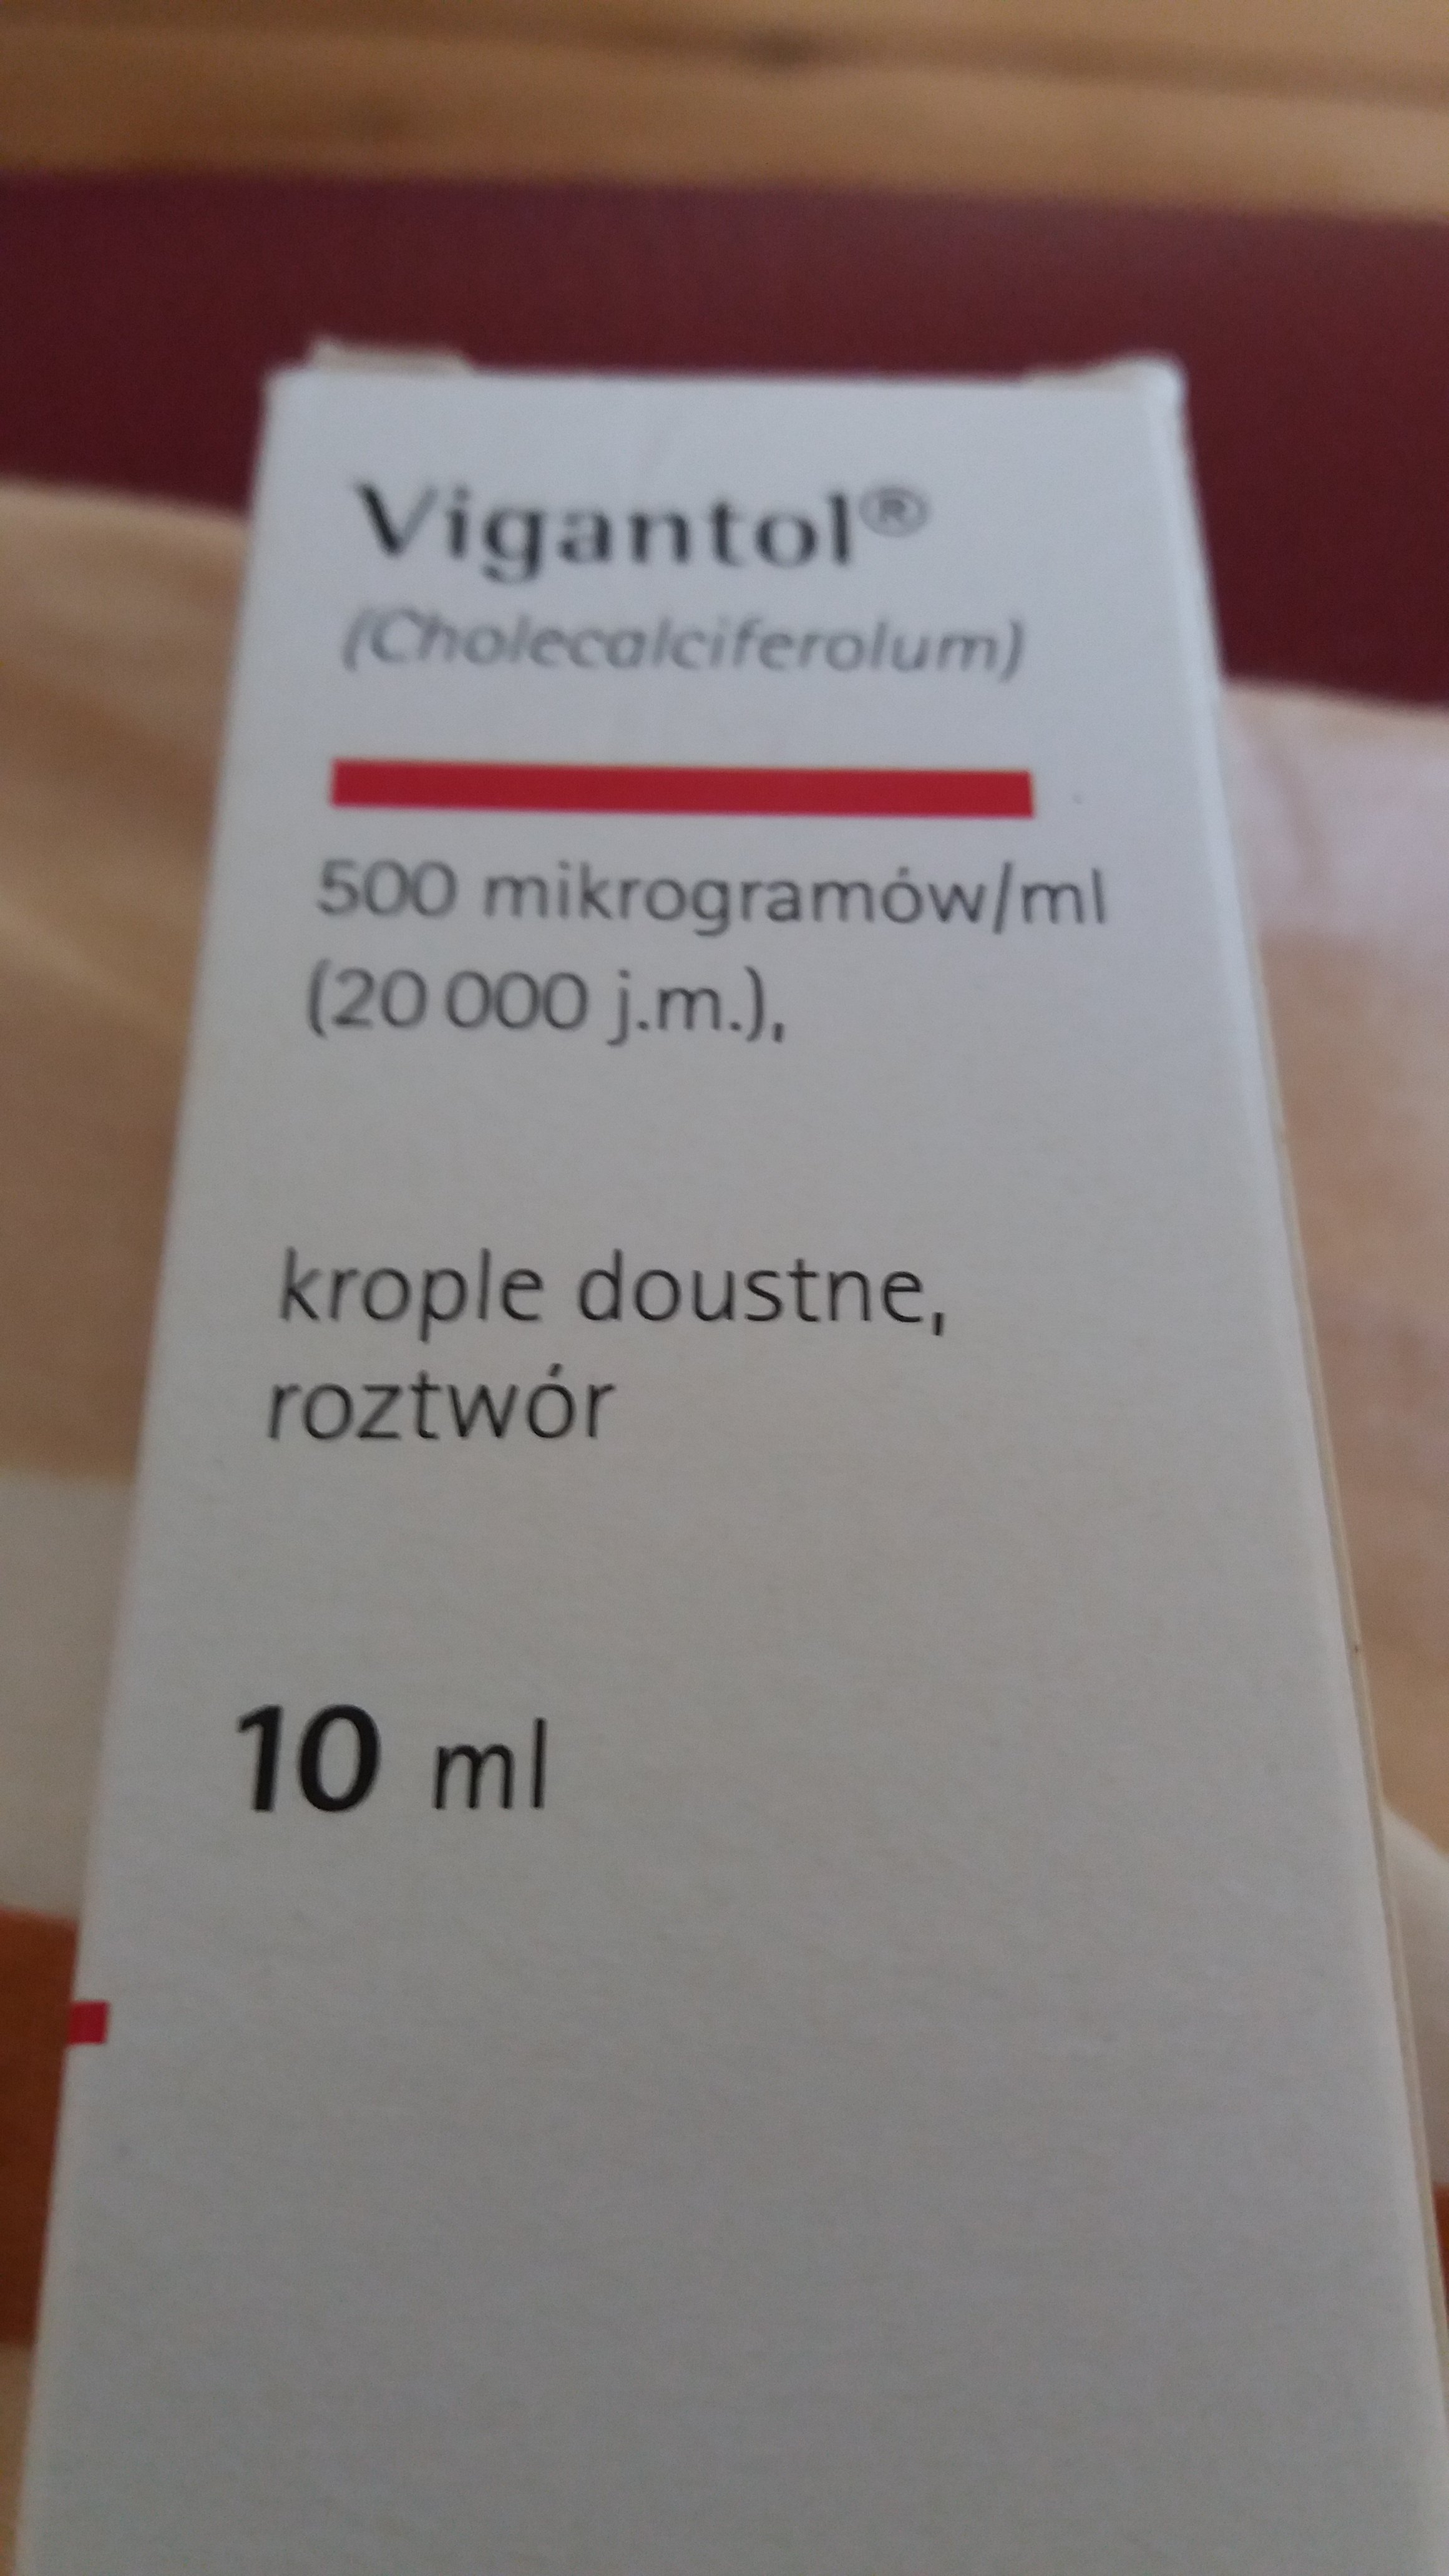 Vigantol®
(Cholecalciferolum)
500 mikrogramów/ml
(20 000 j.m.),
krople doustne,
roztwór
10 ml